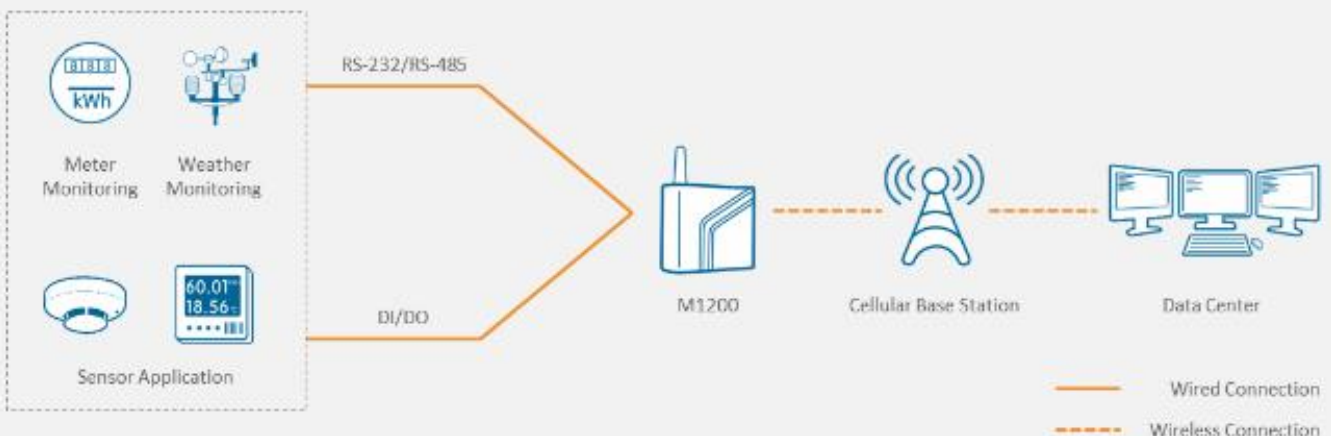 8888
kWh
Meter
Monitoring
Weather
Monitoring
RS-232/RS-485
60.01
18.56
Sensor Application
DI/DO
M1200
Cellular Base Station
Data Center
Wired Connection
Wireless Connection